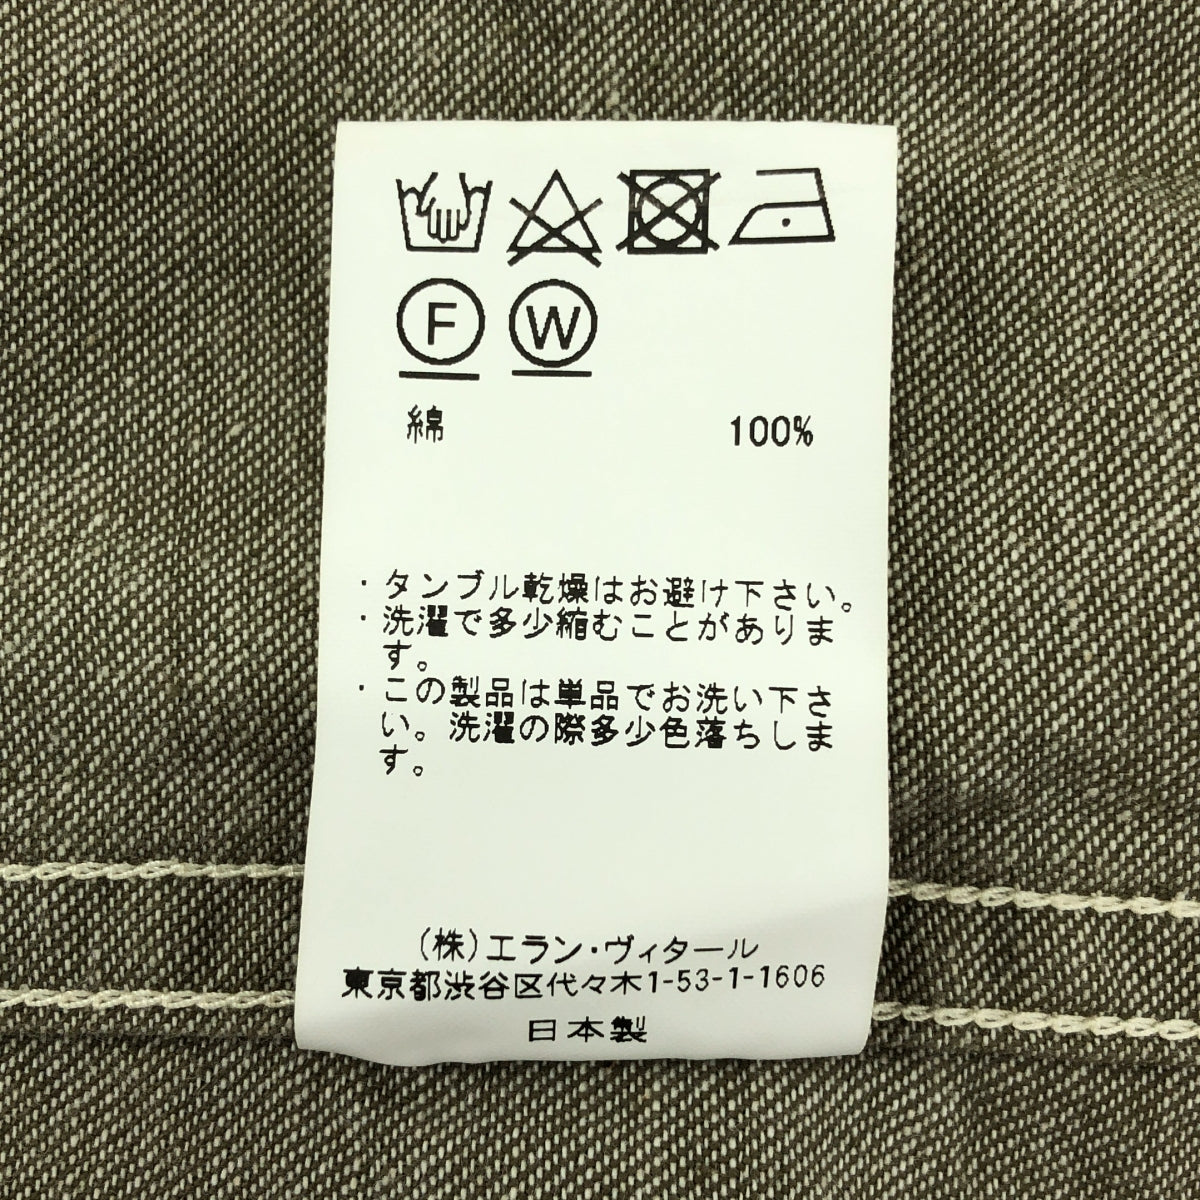 F W
綿 100%
・タンブル乾燥はお避け下さい。
・洗濯で多少縮むことがありま
す。
・この製品は単品でお洗い下さ
い。洗濯の際多少色落ちしま
す。
(株)エラン・ヴィタール
東京都渋谷区代々木1-53-1-1606
日本製